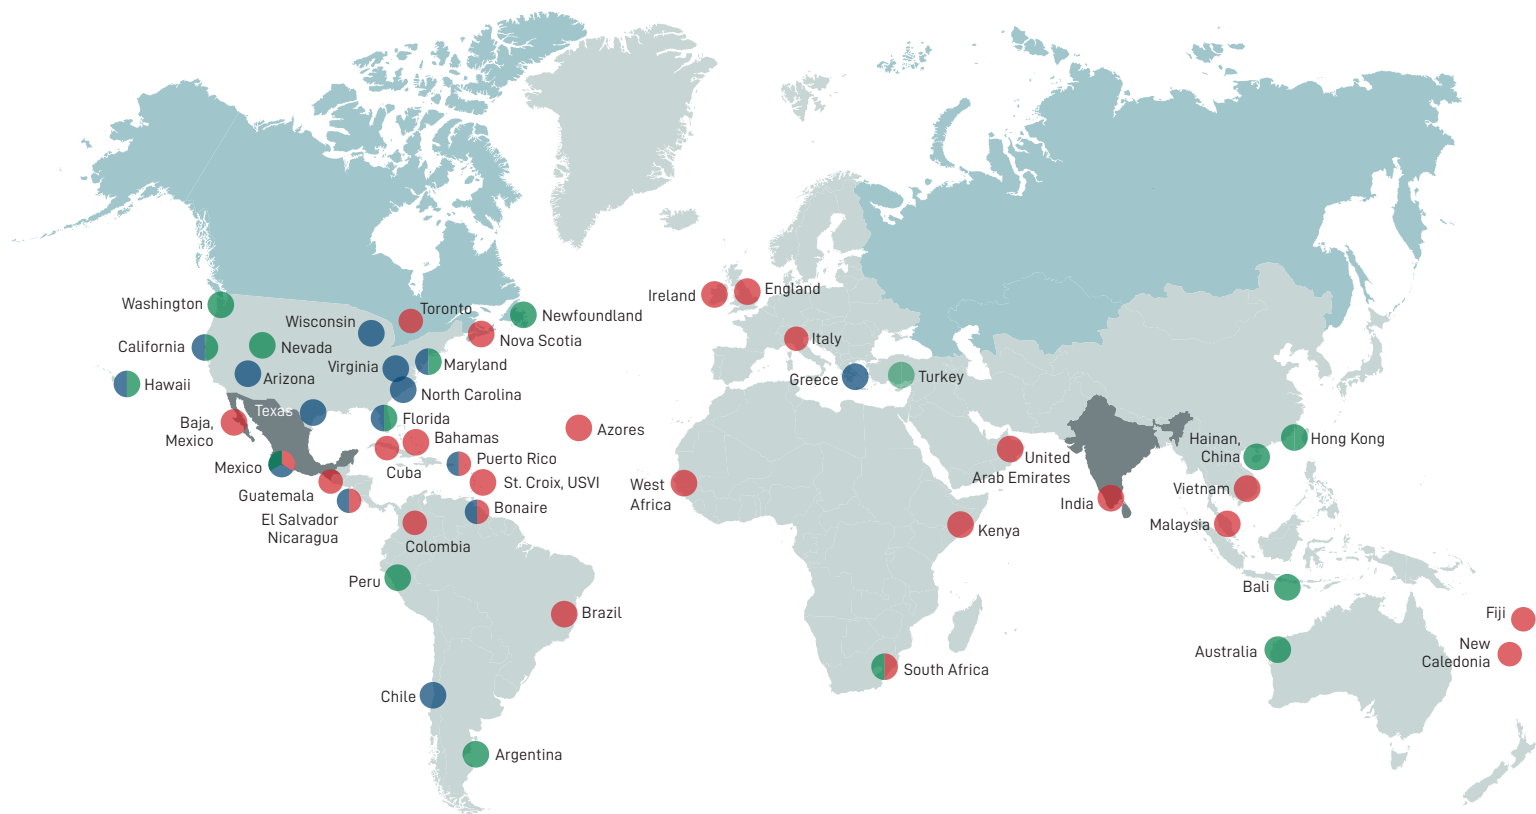 Washington
California
Hawaii
Nevada
Arizona
Wisconsin
Toronto
Newfoundland
Nova Scotia
Virginia
Maryland
North Carolina
Texas
Florida
Baja,
Mexico
Mexico
Bahamas
Cuba
Puerto Rico
St. Croix, USVI
Guatemala
El Salvador
Nicaragua
Bonaire
Colombia
Peru
Brazil
Chile
Argentina
Azores
Ireland
England
Italy
Greece
Turkey
West
Africa
Kenya
South Africa
United
Arab Emirates
India
Hainan,
China
Hong Kong
Vietnam
Malaysia
Bali
Australia
Fiji
New
Caledonia